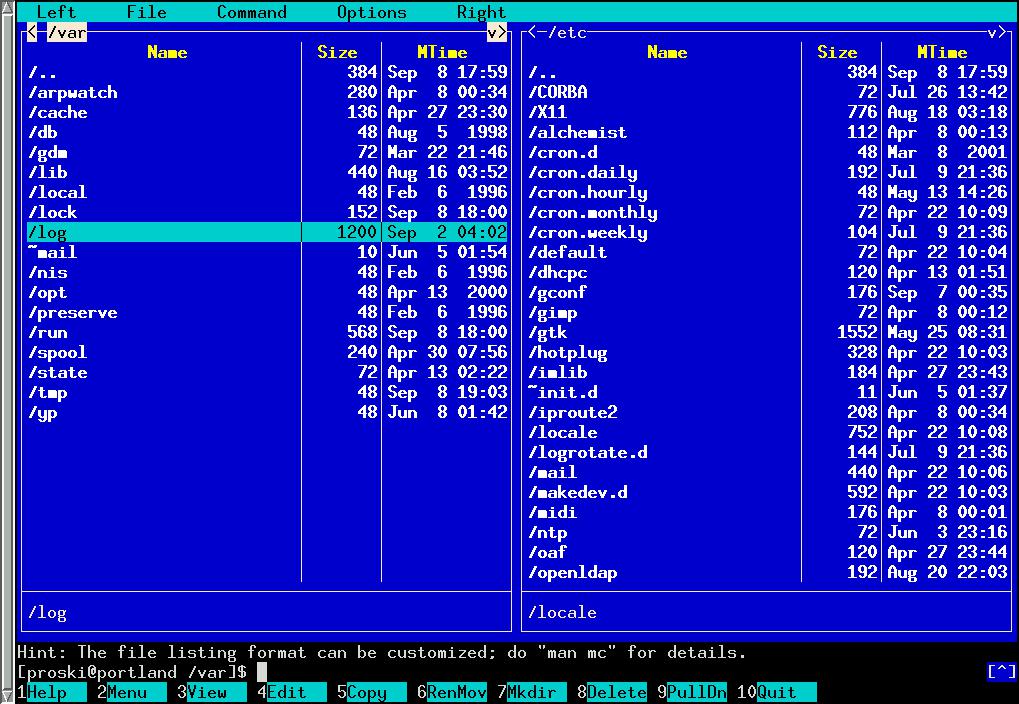 Left File Command Options Right
< /var v> <─/etc v>
Name Size MTime Name Size MTime
/.. 384 Sep 8 17:59 /.. 384 Sep 8 17:59
/arpwatch 280 Apr 8 00:34 /CORBA 72 Jul 26 13:42
/cache 136 Apr 27 23:30 /X11 776 Aug 18 03:18
/db 48 Aug 5 1998 /alchemist 112 Apr 8 00:13
/gdm 72 Mar 22 21:46 /cron.d 48 Mar 8 2001
/lib 440 Aug 16 03:52 /cron.daily 192 Jul 9 21:36
/local 48 Feb 6 1996 /cron.hourly 48 May 13 14:26
/lock 152 Sep 8 18:00 /cron.monthly 72 Apr 22 10:09
/log 1200 Sep 2 04:02 /cron.weekly 104 Jul 9 21:36
~mail 10 Jun 5 01:54 /default 72 Apr 22 10:04
/nis 48 Feb 6 1996 /dhcpc 120 Apr 13 01:51
/opt 48 Apr 13 2000 /gconf 176 Sep 7 00:35
/preserve 48 Feb 6 1996 /gimp 72 Apr 8 00:12
/run 568 Sep 8 18:00 /gtk 1552 May 25 08:31
/spool 240 Apr 30 07:56 /hotplug 328 Apr 22 10:03
/state 72 Apr 13 02:22 /imlib 184 Apr 27 23:43
/tmp 48 Sep 8 19:03 ~init.d 11 Jun 5 01:37
/yp 48 Jun 8 01:42 /iproute2 208 Apr 8 00:34
/locale 752 Apr 22 10:08
/logrotate.d 144 Jul 9 21:36
/mail 440 Apr 22 10:06
/makedev.d 592 Apr 22 10:03
/midi 176 Apr 8 00:01
/ntp 72 Jun 3 23:16
/oaf 120 Apr 27 23:44
/openldap 192 Aug 20 22:03
/log /locale
Hint: The file listing format can be customized; do "man mc" for details.
[proski@portland /var]$ [^]
1Help 2Menu 3View 4Edit 5Copy 6RenMov 7Mkdir 8Delete 9PullDn 10Quit